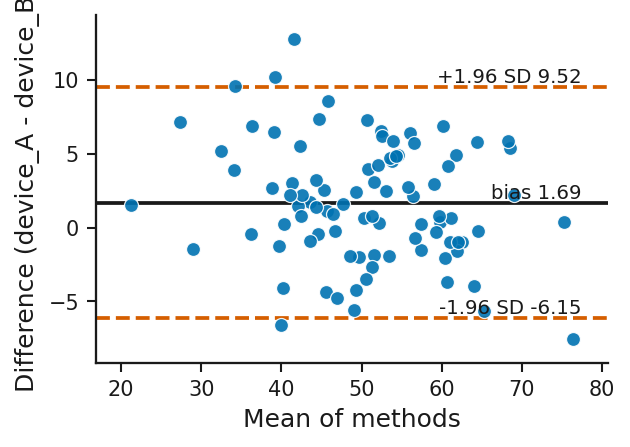 Difference (device_A - device_B
10
5
0
−5
+1.96 SD 9.52
bias 1.69
-1.96 SD -6.15
20 30 40 50 60 70 80
Mean of methods